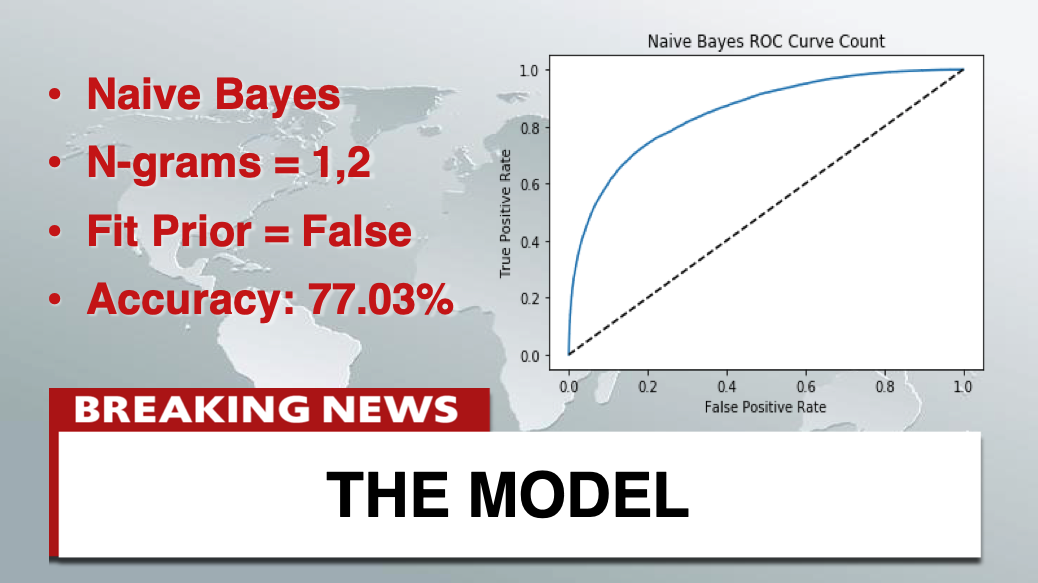 • Naive Bayes
• N-grams = 1,2
• Fit Prior = False
• Accuracy: 77.03%
Naive Bayes ROC Curve Count
True Positive Rate
1.0
0.8
0.6
0.4
0.2
0.0
0.0 0.2 0.4 0.6 0.8 1.0
False Positive Rate
BREAKING NEWS
THE MODEL